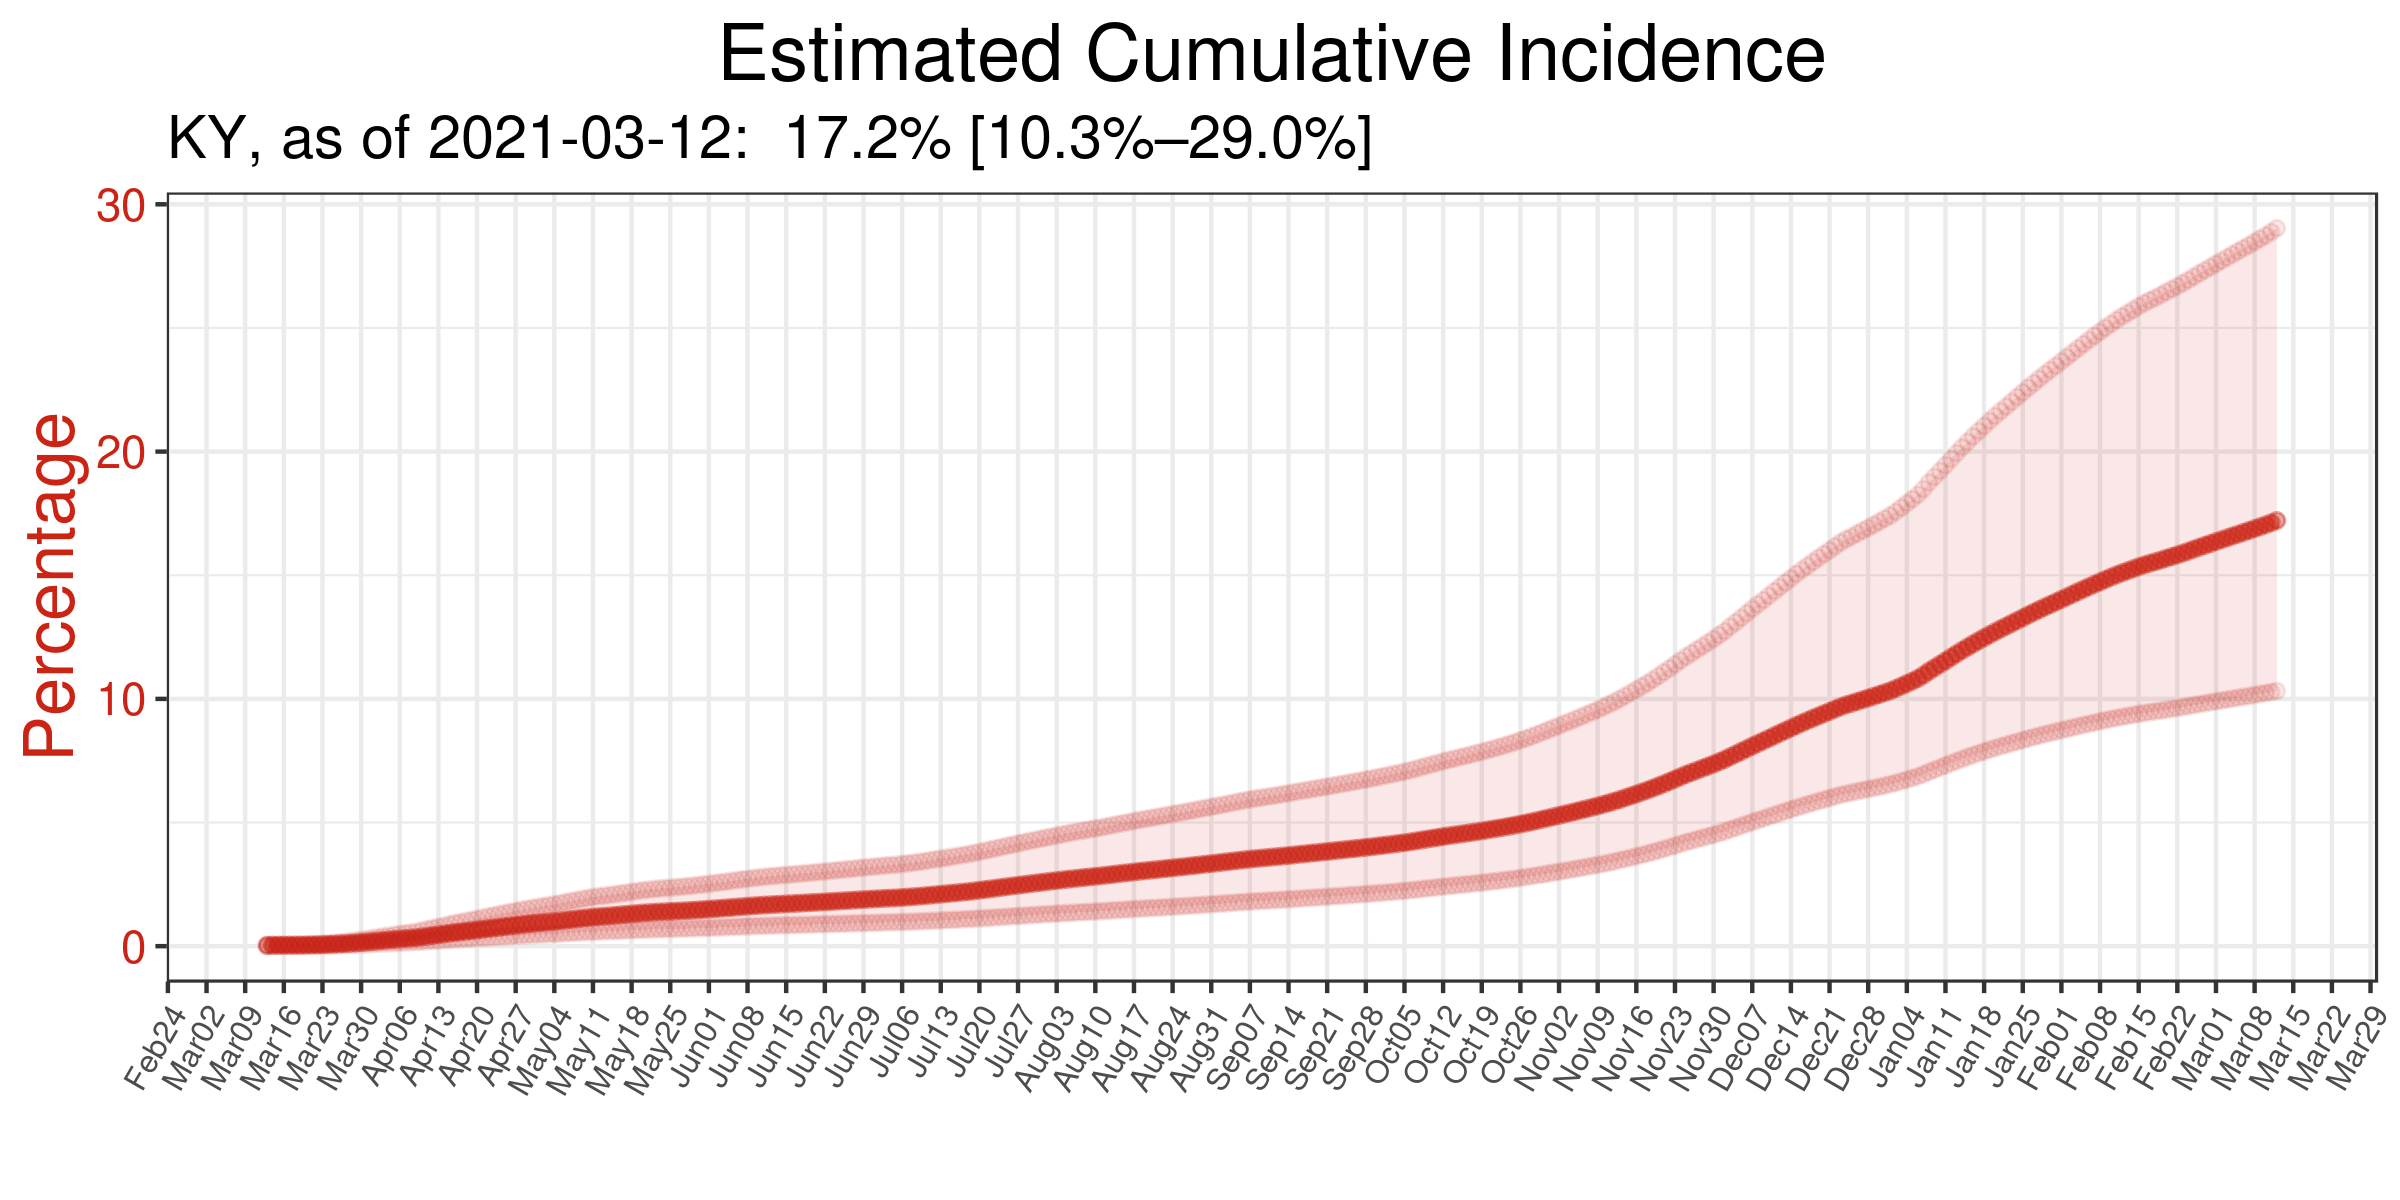 Estimated Cumulative Incidence
KY, as of 2021-03-12:  17.2% [10.3%–29.0%]
Percentage
30
20
10
0
Feb24
Mar02
Mar09
Mar16
Mar23
Mar30
Apr06
Apr13
Apr20
Apr27
May04
May11
May18
May25
Jun01
Jun08
Jun15
Jun22
Jun29
Jul06
Jul13
Jul20
Jul27
Aug03
Aug10
Aug17
Aug24
Aug31
Sep07
Sep14
Sep21
Sep28
Oct05
Oct12
Oct19
Oct26
Nov02
Nov09
Nov16
Nov23
Nov30
Dec07
Dec14
Dec21
Dec28
Jan04
Jan11
Jan18
Jan25
Feb01
Feb08
Feb15
Feb22
Mar01
Mar08
Mar15
Mar22
Mar29